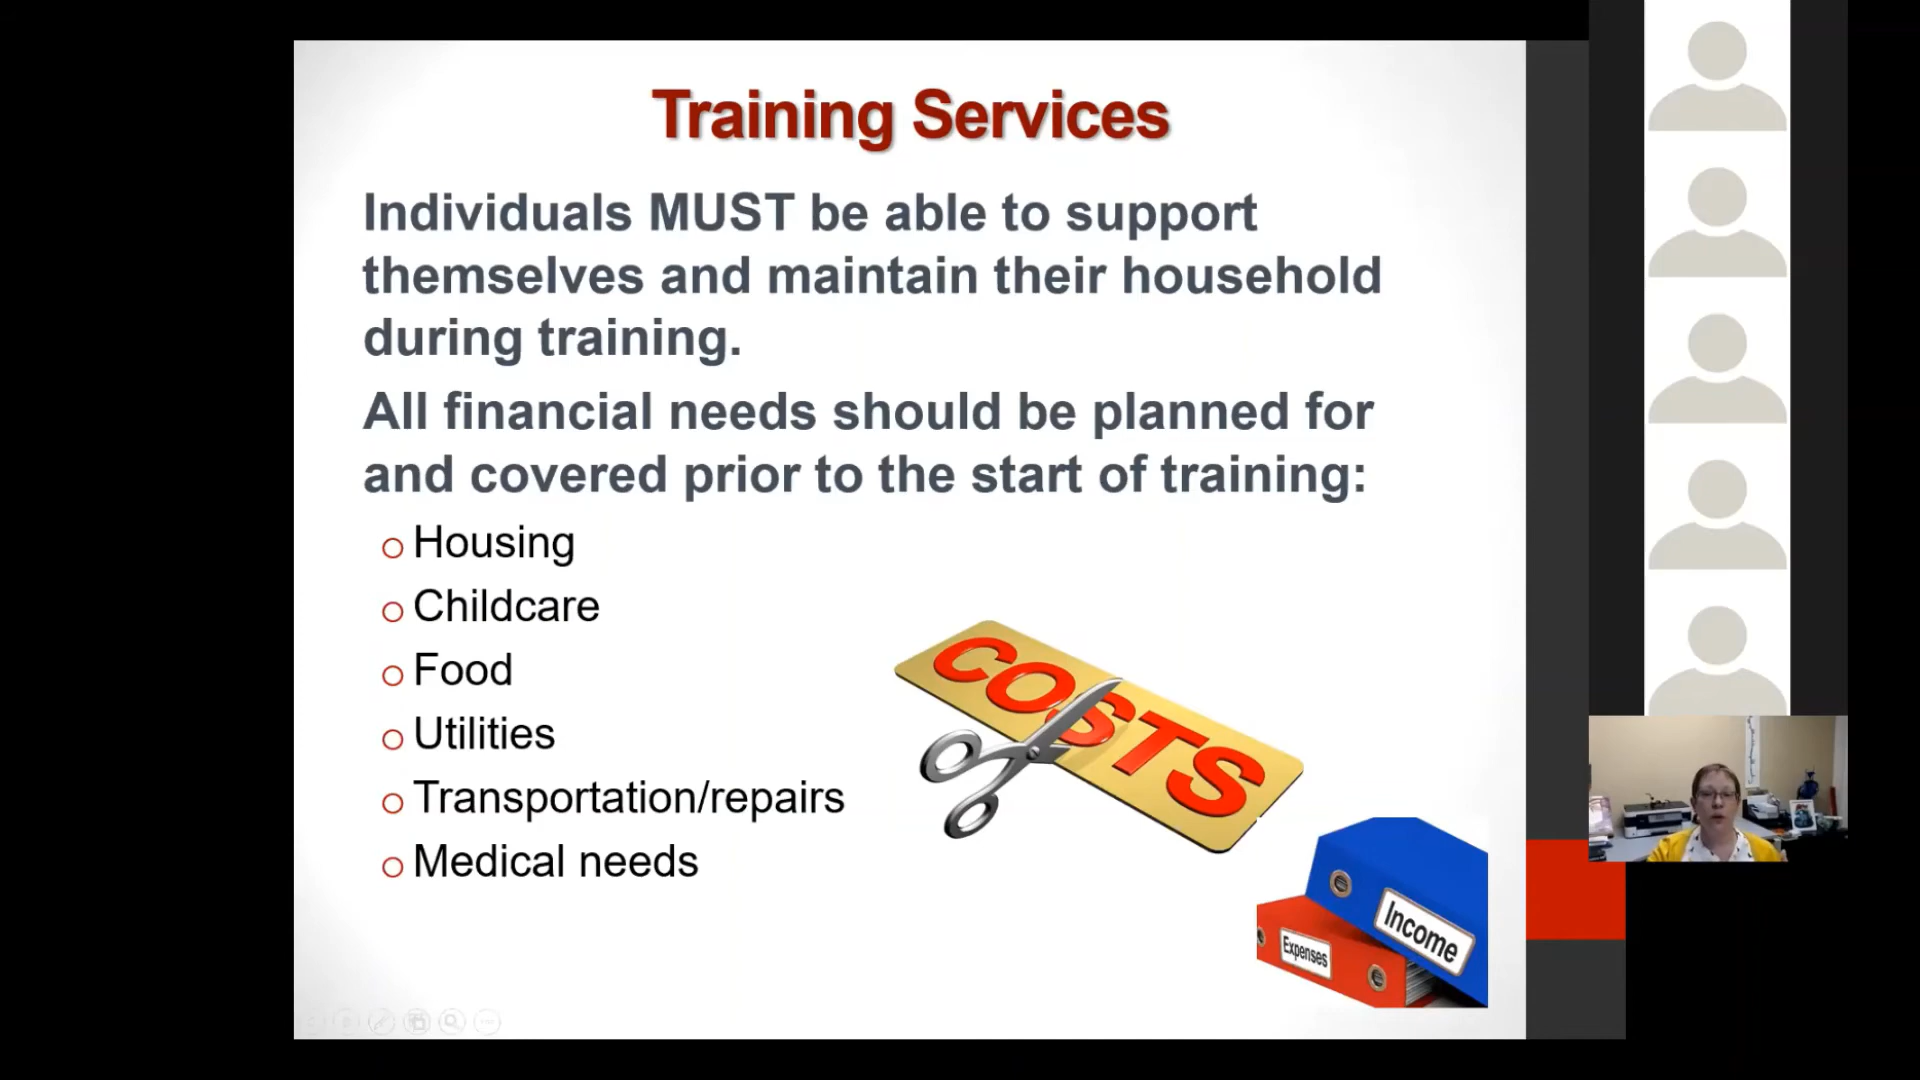 Training Services
Individuals MUST be able to support
themselves and maintain their household
during training.
All financial needs should be planned for
and covered prior to the start of training:
Housing
Childcare
Food
Utilities
Transportation/repairs
Medical needs
COSTS
Income
Expenses